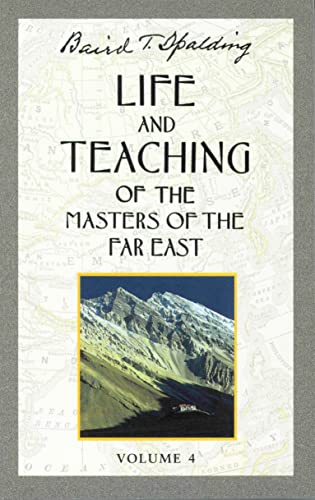 Baird T. Spalding
LIFE
AND
TEACHING
OF THE
MASTERS OF THE
FAR EAST
VOLUME 4